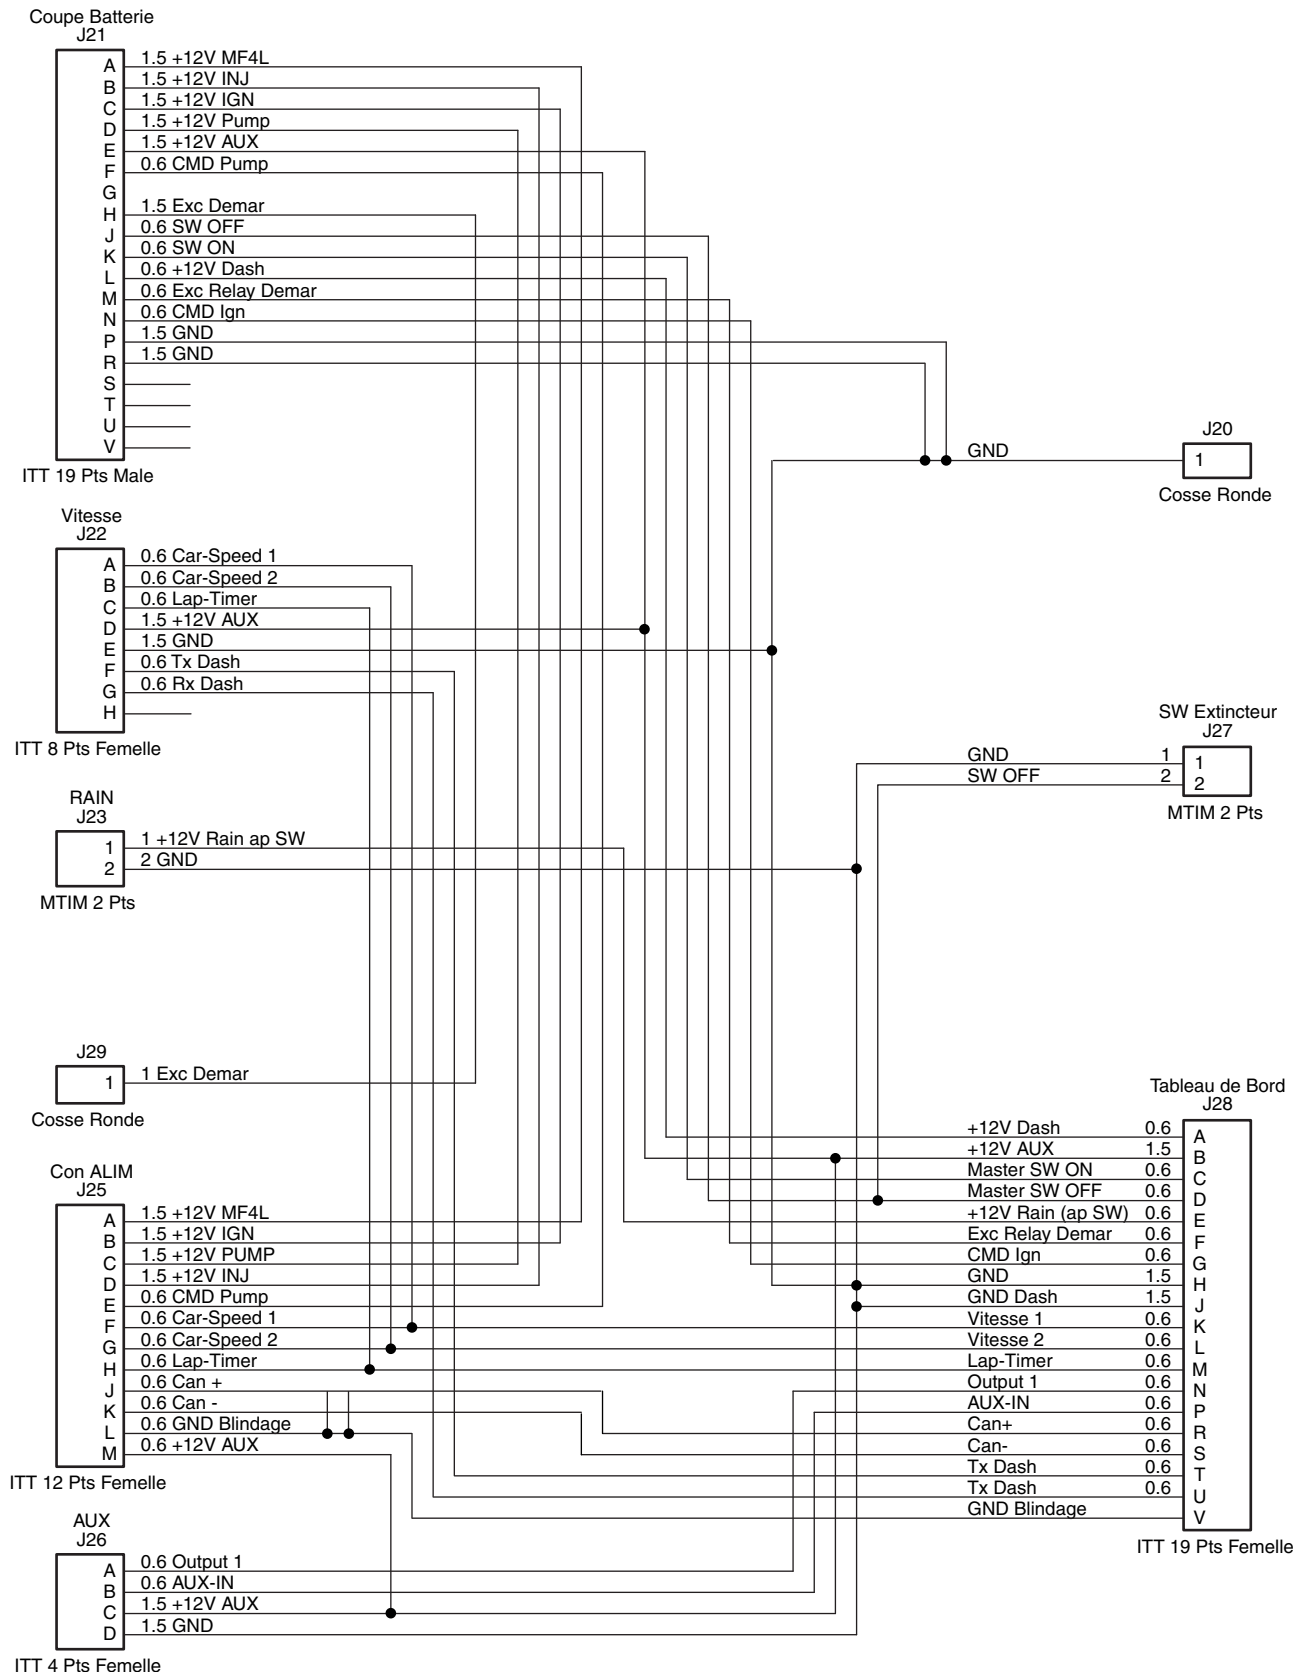 Coupe Batterie
J21
A 1.5 +12V MF4L
B 1.5 +12V INJ
C 1.5 +12V IGN
D 1.5 +12V Pump
E 1.5 +12V AUX
F 0.6 CMD Pump
G
H 1.5 Exc Demar
J 0.6 SW OFF
K 0.6 SW ON
L 0.6 +12V Dash
M 0.6 Exc Relay Demar
N 0.6 CMD Ign
P 1.5 GND
R 1.5 GND
S
T
U
V
ITT 19 Pts Male
J20
GND 1
Cosse Ronde
Vitesse
J22
A 0.6 Car-Speed 1
B 0.6 Car-Speed 2
C 0.6 Lap-Timer
D 1.5 +12V AUX
E 1.5 GND
F 0.6 Tx Dash
G 0.6 Rx Dash
H
ITT 8 Pts Femelle
SW Extincteur
J27
GND 1 1
SW OFF 2 2
MTIM 2 Pts
RAIN
J23
1 1 +12V Rain ap SW
2 2 GND
MTIM 2 Pts
J29
1 1 Exc Demar
Cosse Ronde
Tableau de Bord
J28
+12V Dash 0.6 A
+12V AUX 1.5 B
Master SW ON 0.6 C
Master SW OFF 0.6 D
+12V Rain (ap SW) 0.6 E
Exc Relay Demar 0.6 F
CMD Ign 0.6 G
GND 1.5 H
GND Dash 1.5 J
Vitesse 1 0.6 K
Vitesse 2 0.6 L
Lap-Timer 0.6 M
Output 1 0.6 N
AUX-IN 0.6 P
Can+ 0.6 R
Can- 0.6 S
Tx Dash 0.6 T
Tx Dash 0.6 U
GND Blindage V
ITT 19 Pts Femelle
Con ALIM
J25
A 1.5 +12V MF4L
B 1.5 +12V IGN
C 1.5 +12V PUMP
D 1.5 +12V INJ
E 0.6 CMD Pump
F 0.6 Car-Speed 1
G 0.6 Car-Speed 2
H 0.6 Lap-Timer
J 0.6 Can +
K 0.6 Can -
L 0.6 GND Blindage
M 0.6 +12V AUX
ITT 12 Pts Femelle
AUX
J26
A 0.6 Output 1
B 0.6 AUX-IN
C 1.5 +12V AUX
D 1.5 GND
ITT 4 Pts Femelle